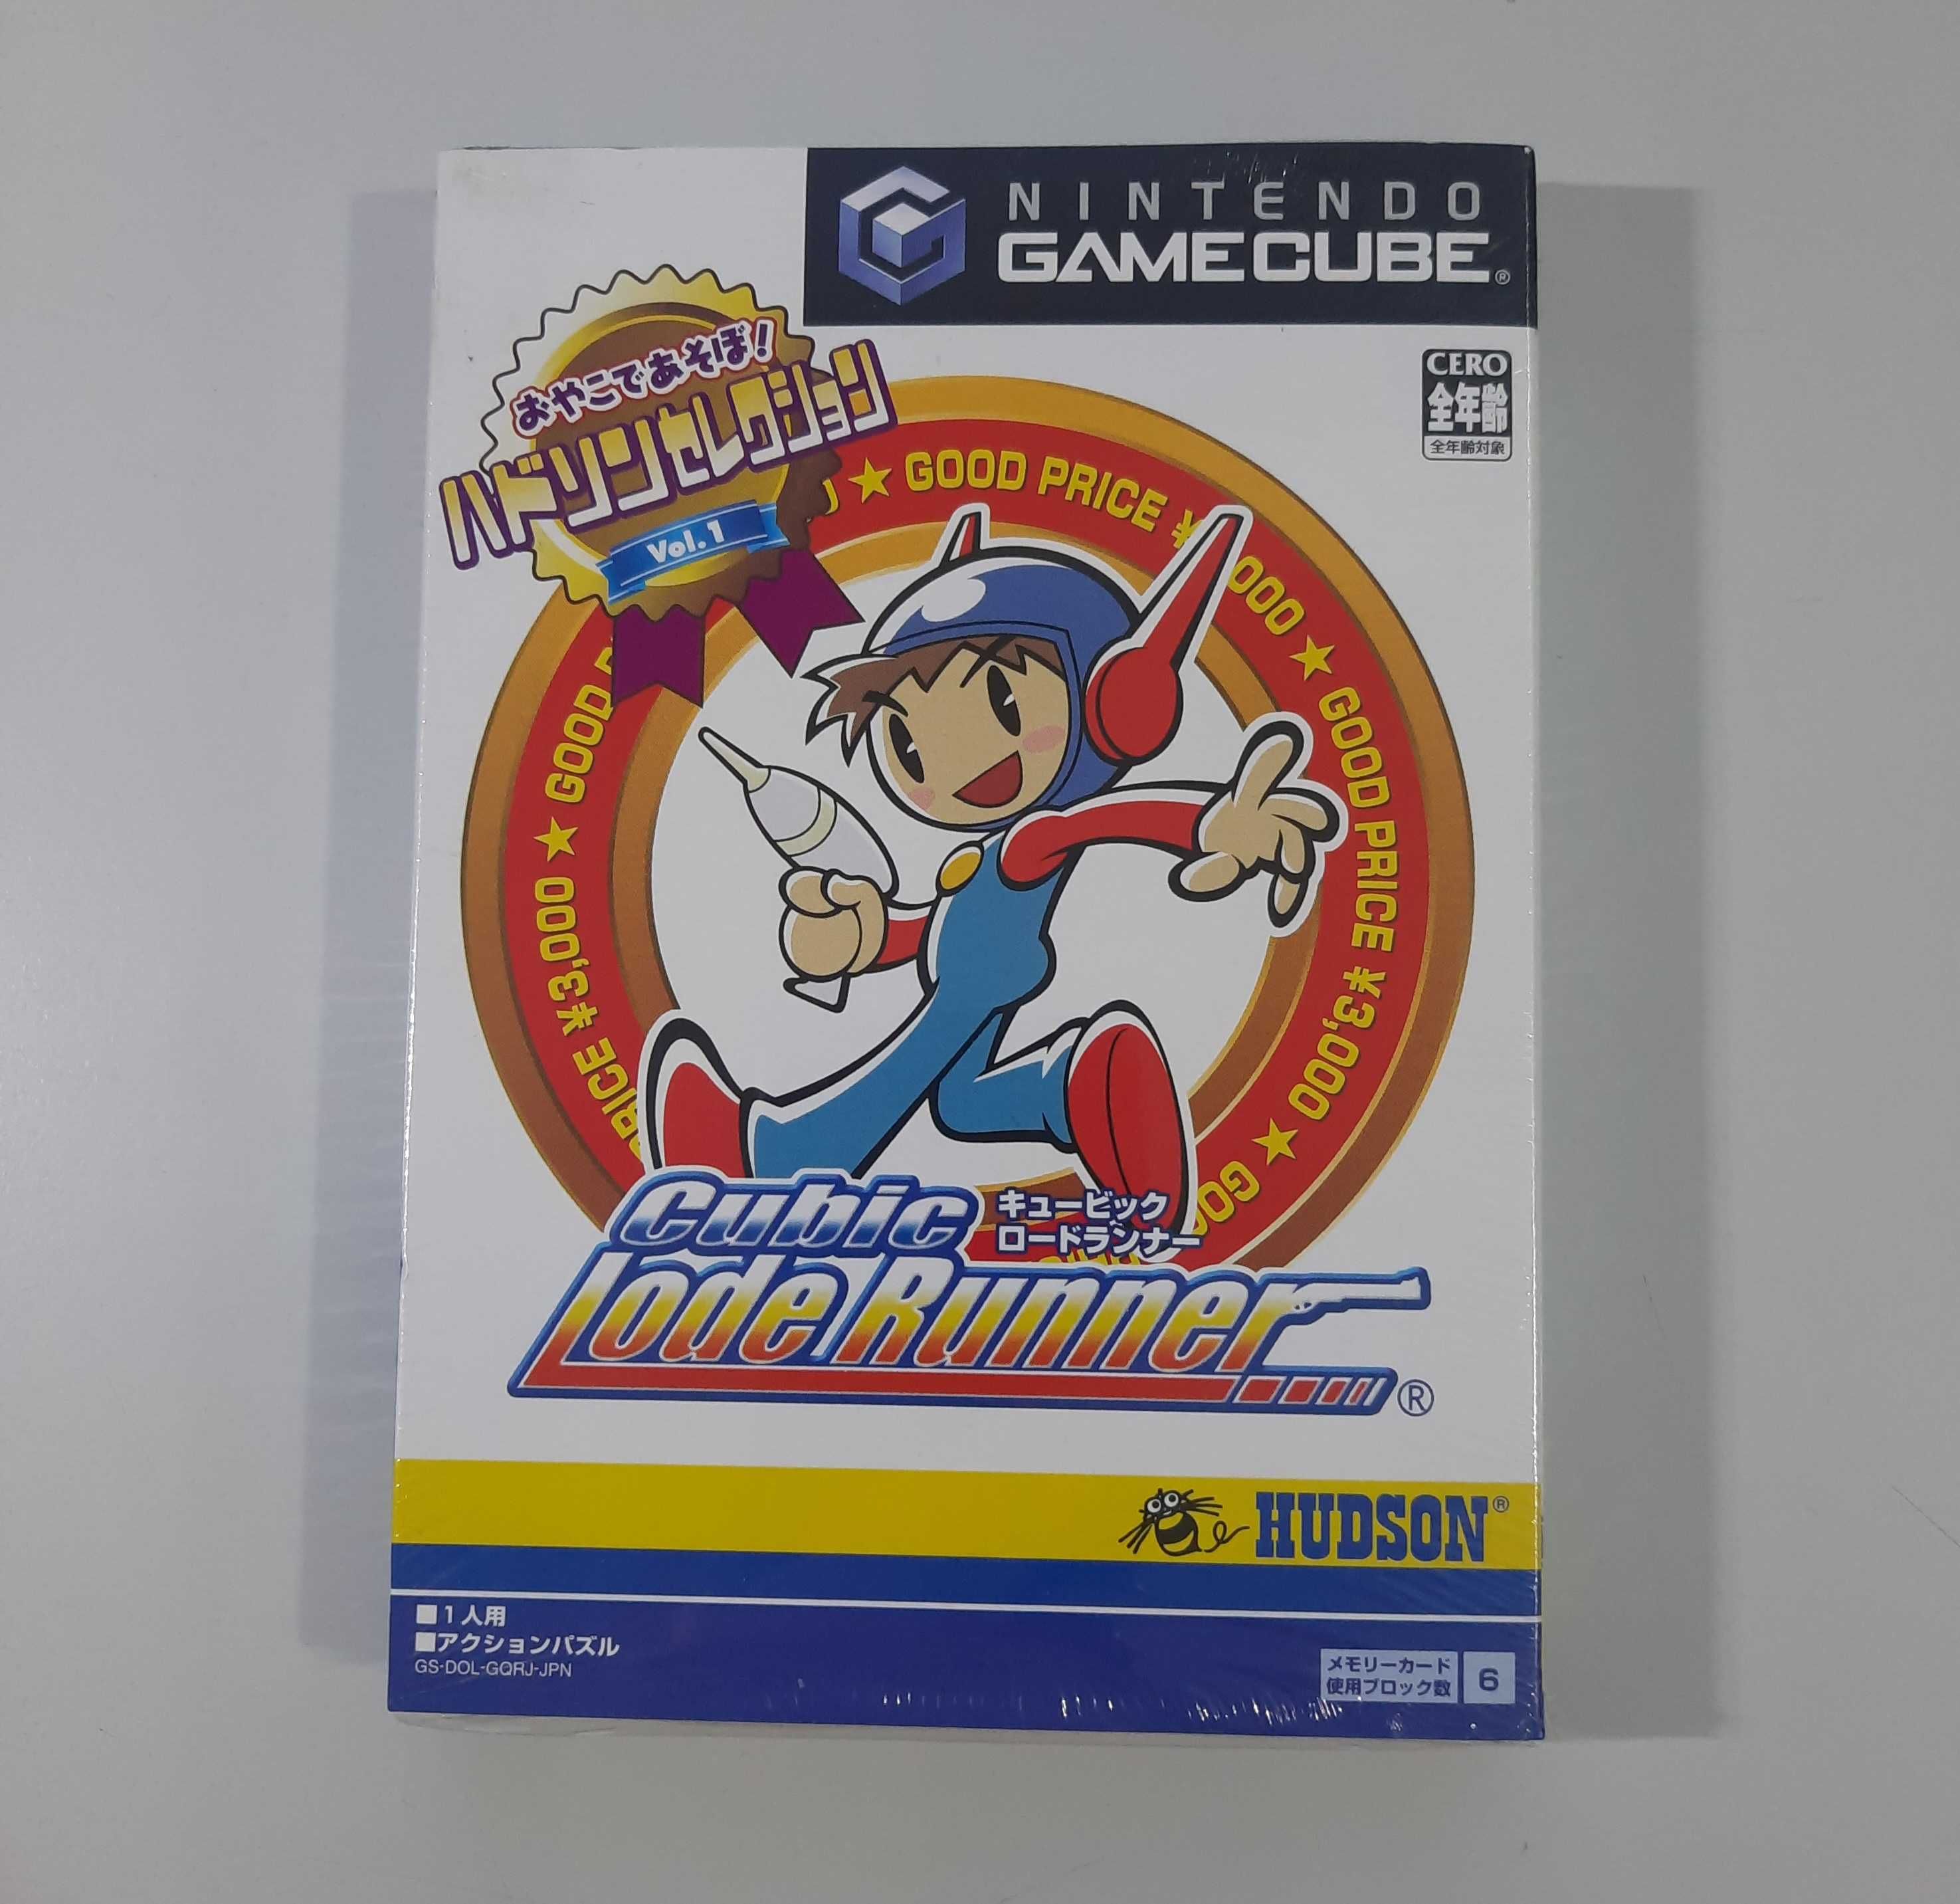 NINTENDO
GAMECUBE®
CERO
全年齢
全年齢対象
おやこであそぼ!
ハドソンセレクション
Vol.1
★ GOOD PRICE ¥3,000 ★ GOOD PRICE ¥3,000 ★
PRICE ¥3,000 ★ GOOD
Cubic
キュービック
ロードランナー
Lode Runner
®
HUDSON®
■1人用
■アクションパズル
GS-DOL-GQRJ-JPN
メモリーカード
使用ブロック数
6